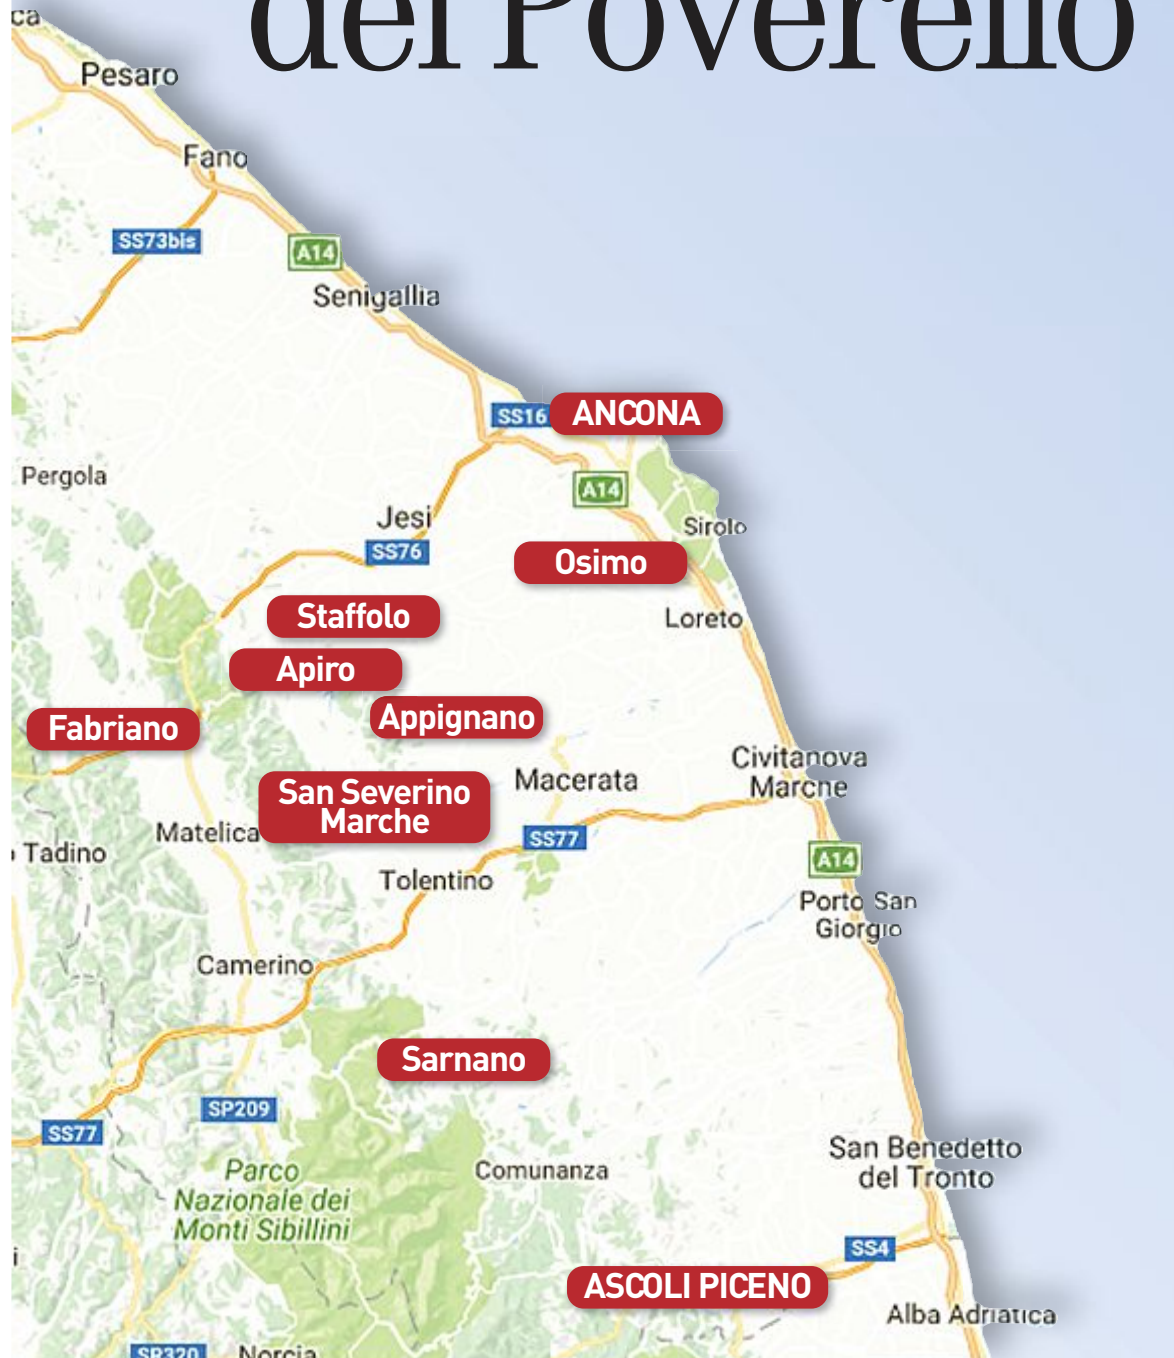 del Poverello
ca
Pesaro
Fano
SS73bis
A14
Senigallia
SS16
ANCONA
Pergola
A14
Jesi
Sirolo
SS76
Osimo
Staffolo
Loreto
Apiro
Appignano
Fabriano
Civitanova
Marche
San Severino
Marche
Macerata
Matelica
SS77
Tadino
A14
Tolentino
Porto San
Giorgio
Camerino
Sarnano
SP209
SS77
San Benedetto
del Tronto
Parco
Nazionale dei
Monti Sibillini
Comunanza
SS4
i
ASCOLI PICENO
Alba Adriatica
SP320
Norcia